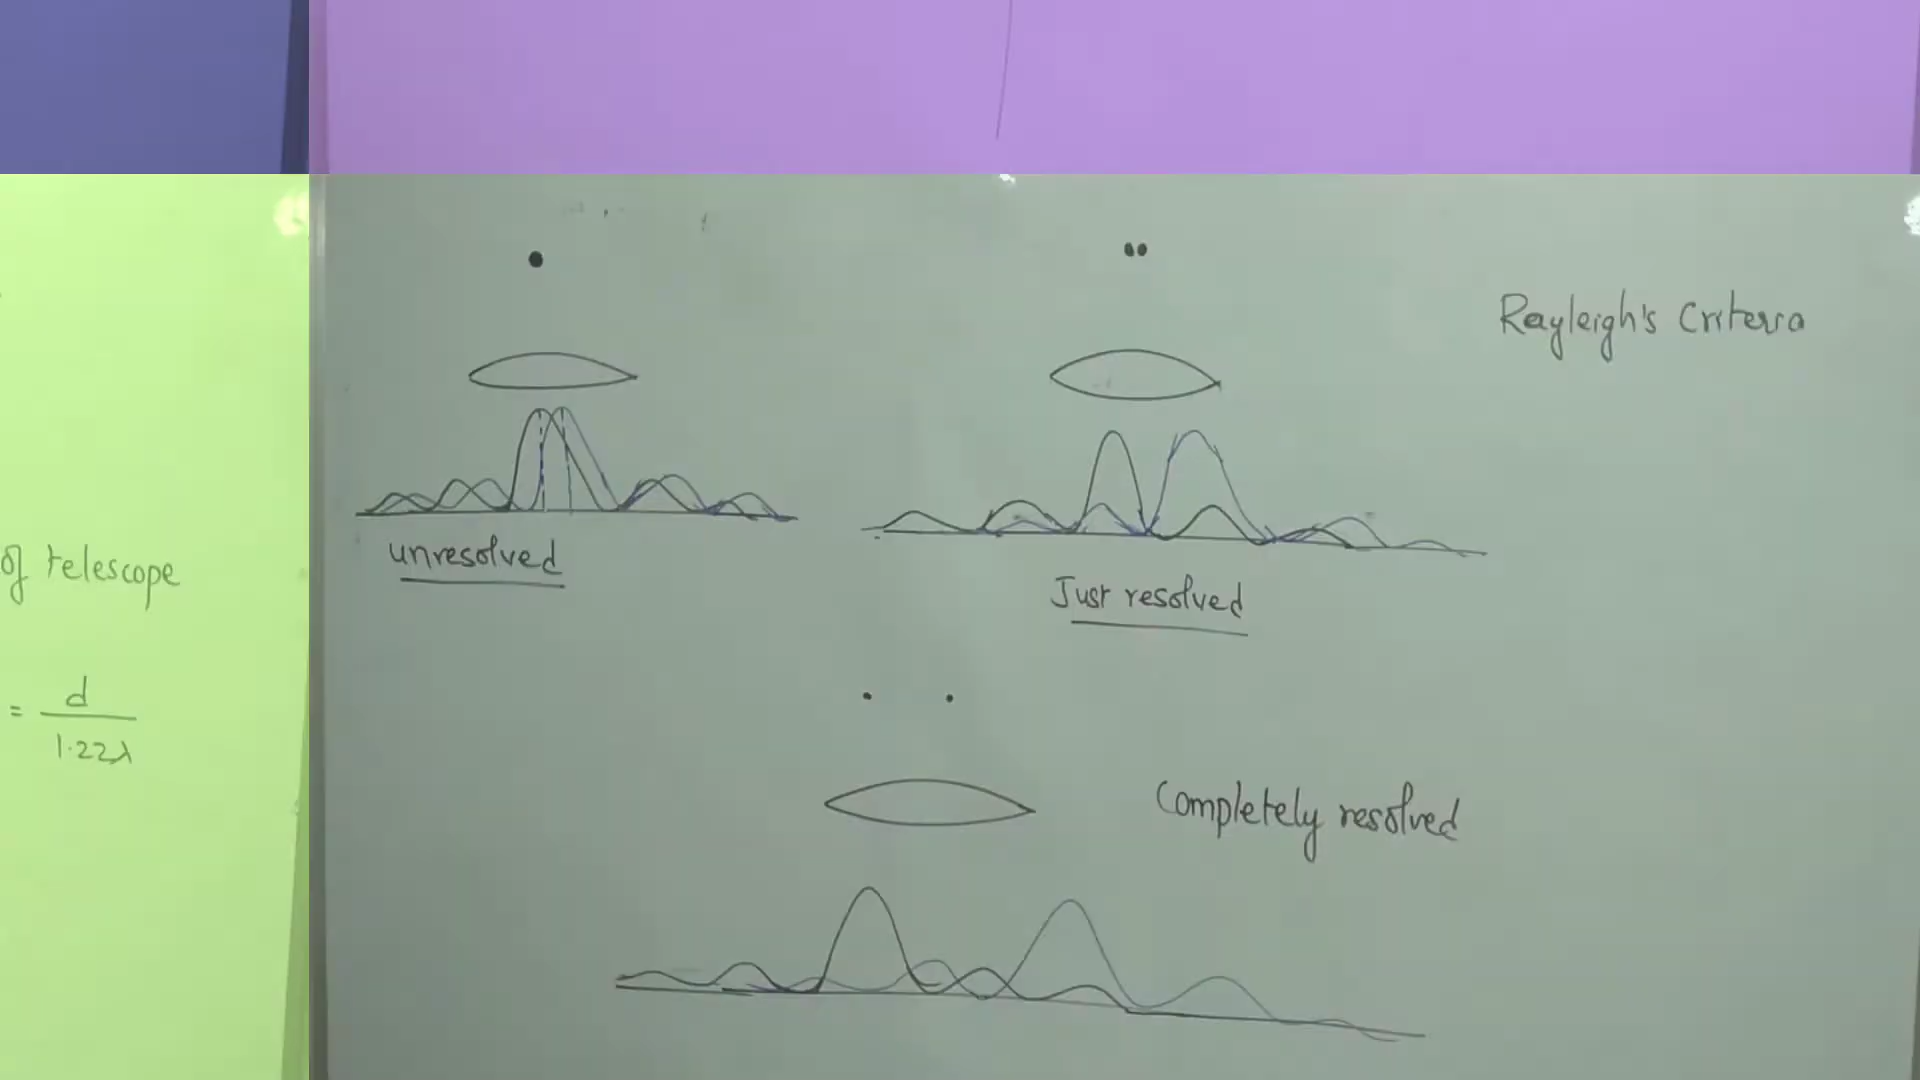 Rayleigh's Criteria
unresolved
Just resolved
of telescope
= d / 1.22λ
Completely resolved